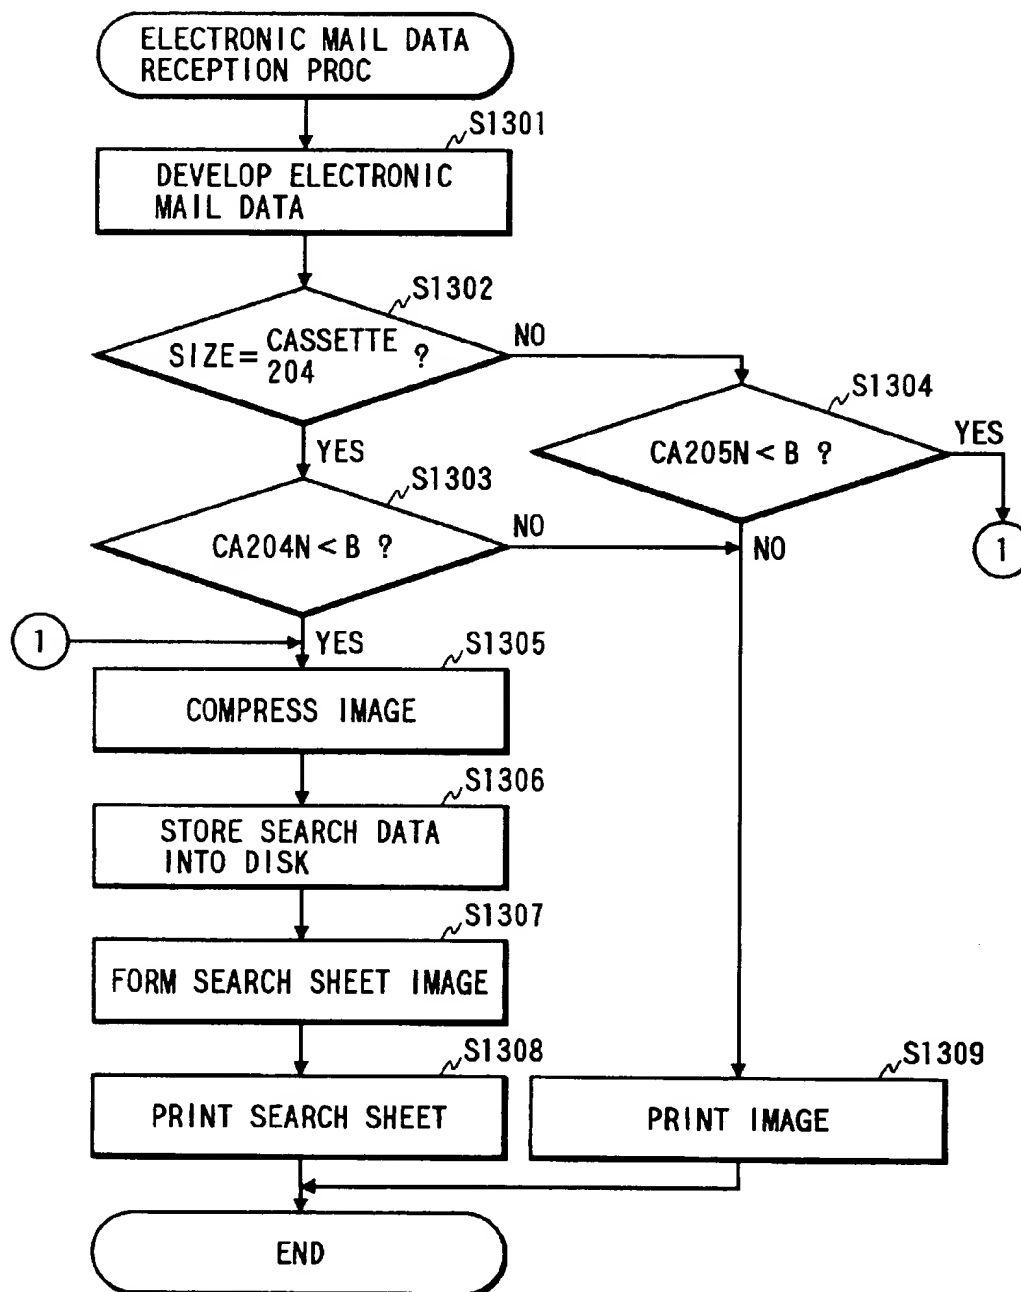 ELECTRONIC MAIL DATA
RECEPTION PROC
S1301
DEVELOP ELECTRONIC
MAIL DATA
S1302
SIZE= CASSETTE 204 ?
NO
YES
S1304
CA205N < B ?
YES
1
NO
S1303
CA204N < B ?
NO
YES
1
S1305
COMPRESS IMAGE
S1306
STORE SEARCH DATA
INTO DISK
S1307
FORM SEARCH SHEET IMAGE
S1308
PRINT SEARCH SHEET
S1309
PRINT IMAGE
END